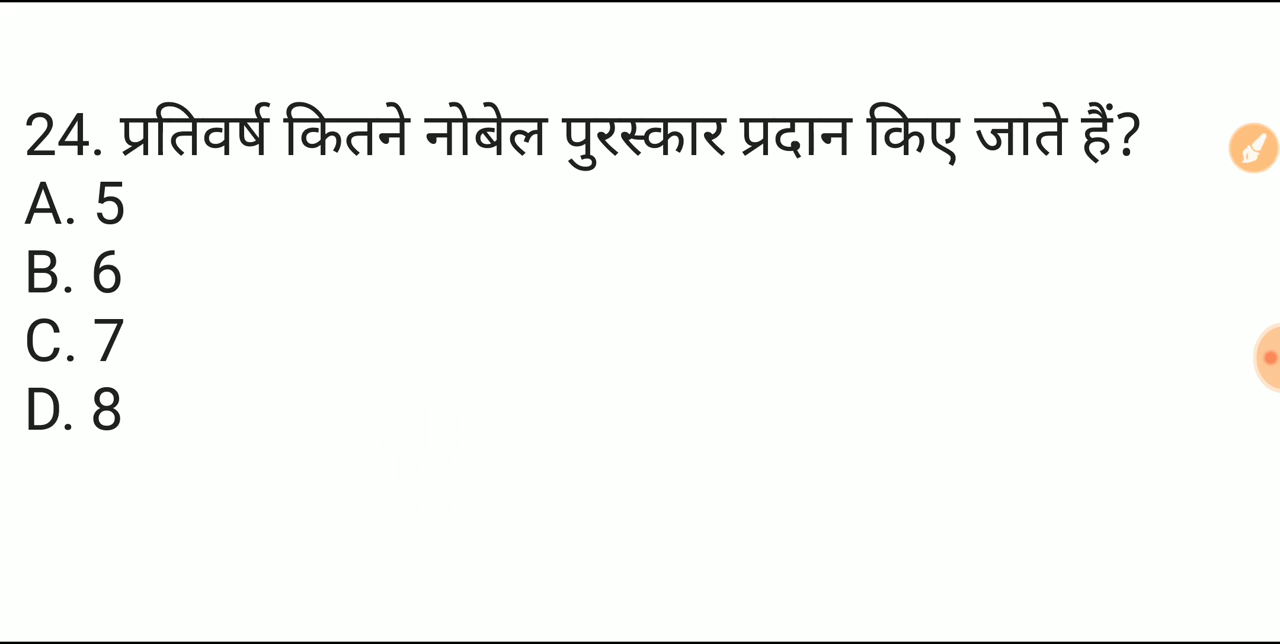 24. प्रतिवर्ष कितने नोबेल पुरस्कार प्रदान किए जाते हैं?
A. 5
B. 6
C. 7
D. 8